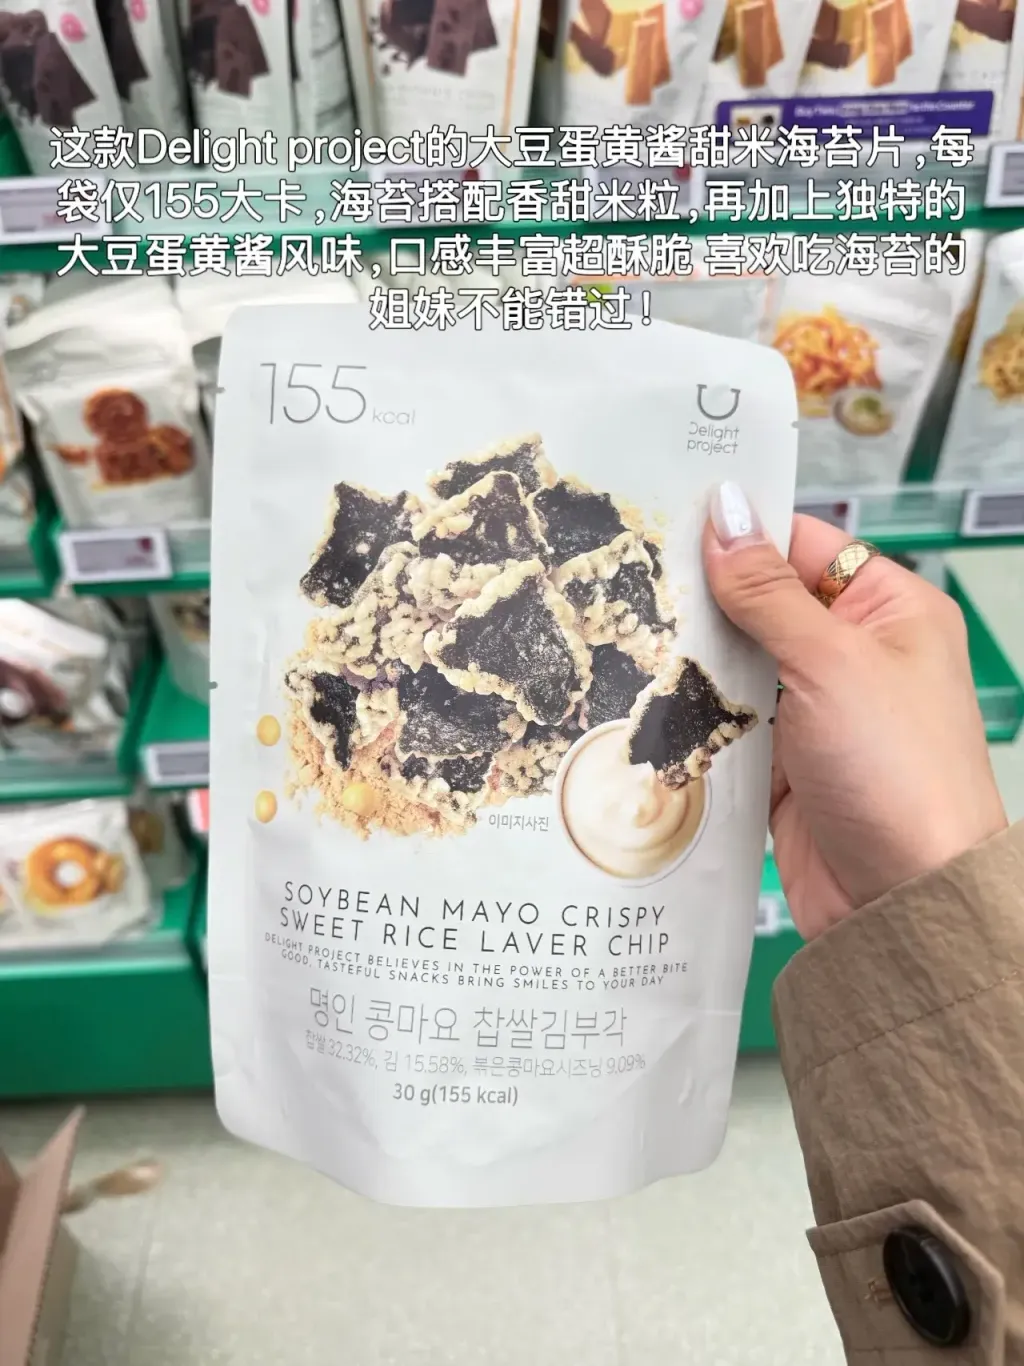 这款Delight project的大豆蛋黄酱甜米海苔片,每
袋仅155大卡,海苔搭配香甜米粒,再加上独特的
大豆蛋黄酱风味,口感丰富超酥脆 喜欢吃海苔的
姐妹不能错过!
155 kcal
Delight
project
이미지사진
SOYBEAN MAYO CRISPY
SWEET RICE LAVER CHIP
DELIGHT PROJECT BELIEVES IN THE POWER OF A BETTER BITE
GOOD, TASTEFUL SNACKS BRING SMILES TO YOUR DAY
명인 콩마요 찹쌀김부각
찹쌀 32.32%, 김 15.58%, 볶은콩마요시즈닝 9.09%
30 g(155 kcal)